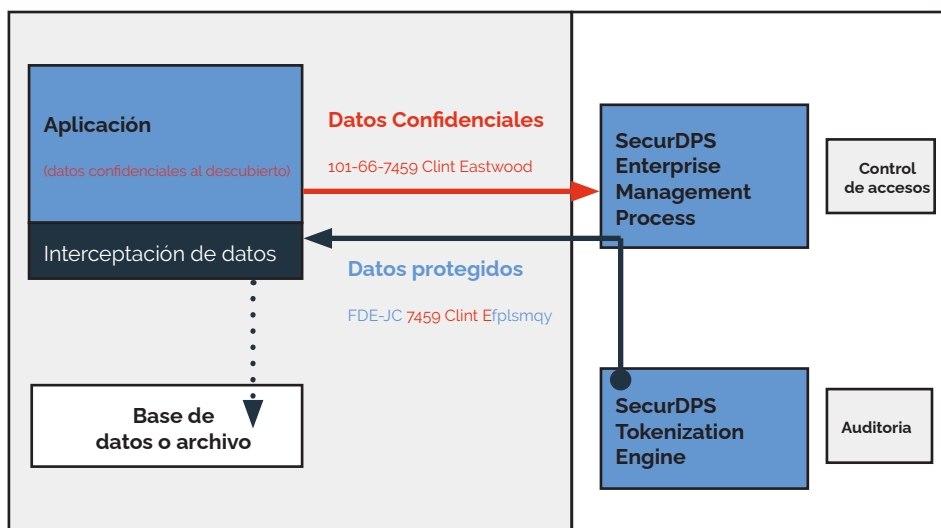 Aplicación
(datos confidenciales al descubierto)
Interceptación de datos
Datos Confidenciales
101-66-7459 Clint Eastwood
Datos protegidos
FDE-JC 7459 Clint Efplsmqy
Base de
datos o archivo
SecurDPS
Enterprise
Management
Process
Control
de accesos
SecurDPS
Tokenization
Engine
Auditoria